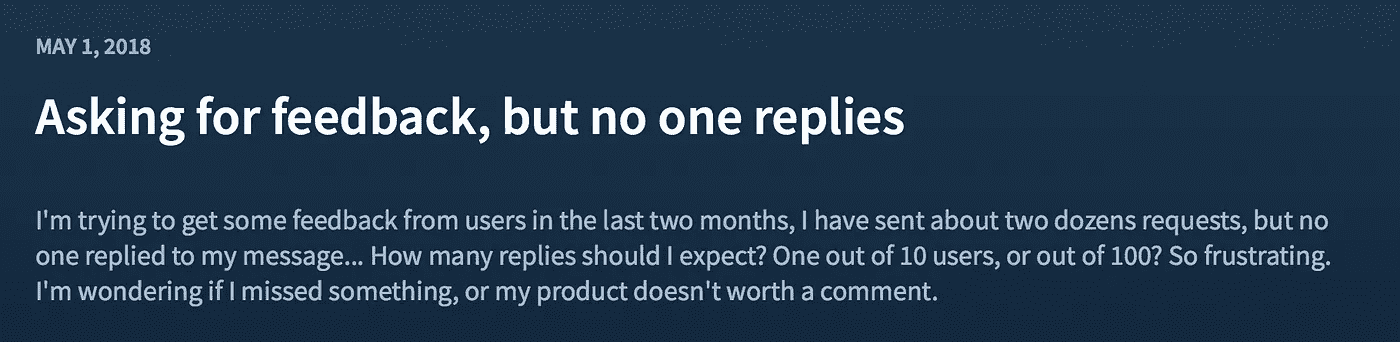 MAY 1, 2018
Asking for feedback, but no one replies
I'm trying to get some feedback from users in the last two months, I have sent about two dozens requests, but no
one replied to my message... How many replies should I expect? One out of 10 users, or out of 100? So frustrating.
I'm wondering if I missed something, or my product doesn't worth a comment.